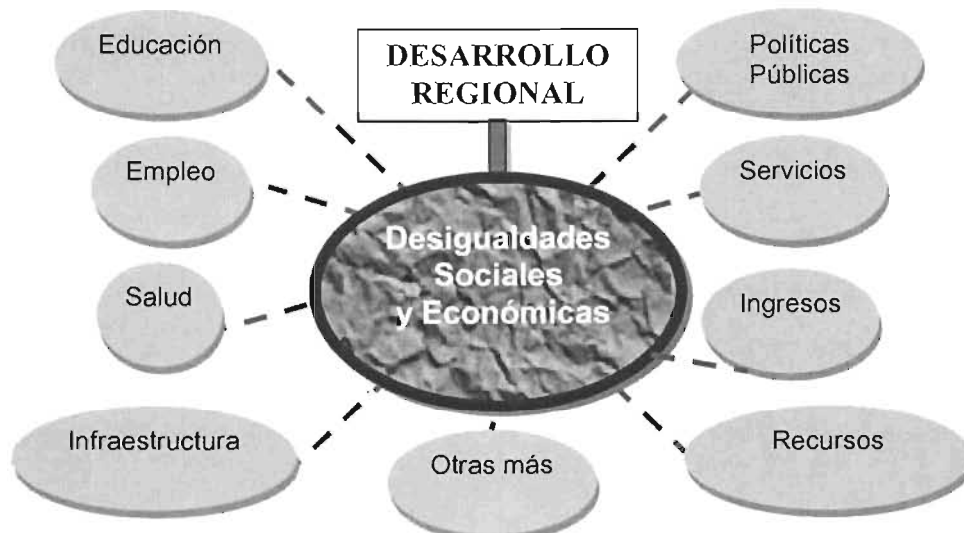 Educación
DESARROLLO
REGIONAL
Políticas
Públicas
Empleo
Servicios
Desigualdades
Sociales
y Económicas
Salud
Ingresos
Infraestructura
Otras más
Recursos